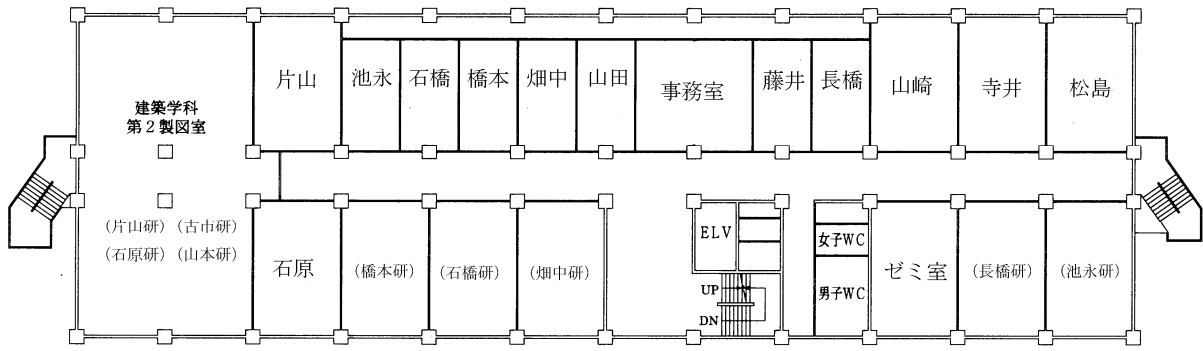 片山
池永
石橋
橋本
畑中
山田
事務室
藤井
長橋
山崎
寺井
松島
建築学科
第2製図室
(片山研) (古市研)
(石原研) (山本研)
石原
(橋本研)
(石橋研)
(畑中研)
ELV
UP
DN
女子WC
男子WC
ゼミ室
(長橋研)
(池永研)